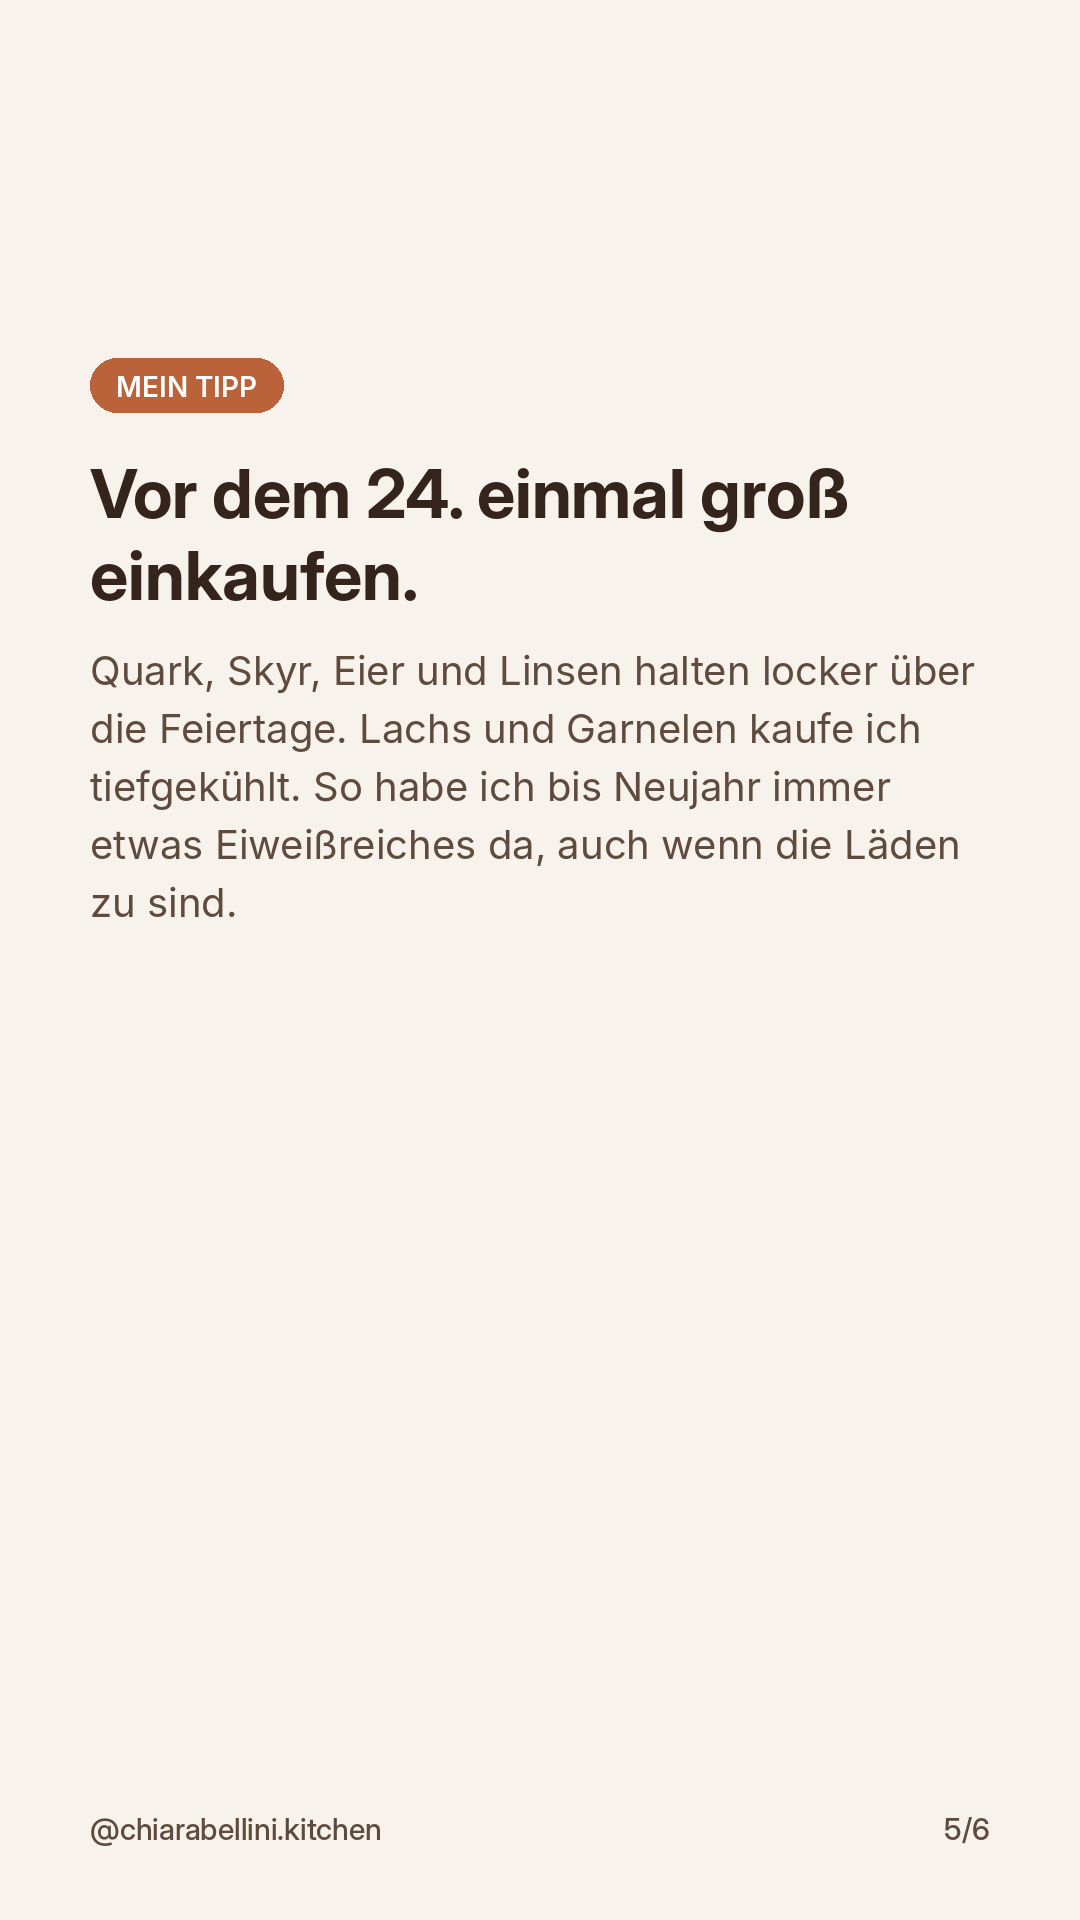 MEIN TIPP
Vor dem 24. einmal groß
einkaufen.
Quark, Skyr, Eier und Linsen halten locker über
die Feiertage. Lachs und Garnelen kaufe ich
tiefgekühlt. So habe ich bis Neujahr immer
etwas Eiweißreiches da, auch wenn die Läden
zu sind.
@chiarabellini.kitchen
5/6